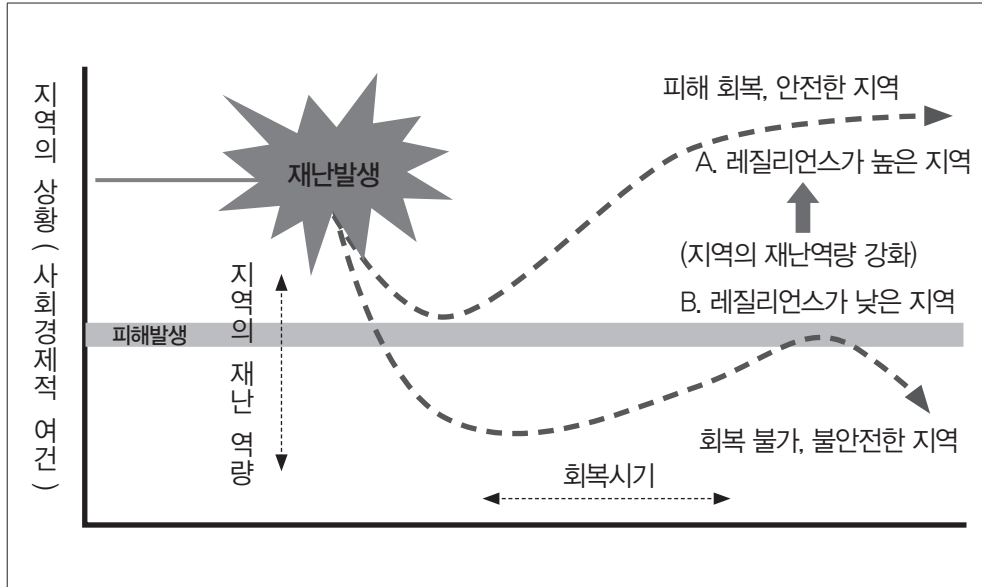 지역의 상황(사회경제적 여건)
재난발생
피해 회복, 안전한 지역
A. 레질리언스가 높은 지역
(지역의 재난역량 강화)
B. 레질리언스가 낮은 지역
피해발생
지역의 재난 역량
회복 불가, 불안전한 지역
회복시기